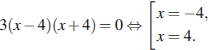 3(x − 4)(x + 4) = 0 ⇔ [ x = −4,
x = 4.